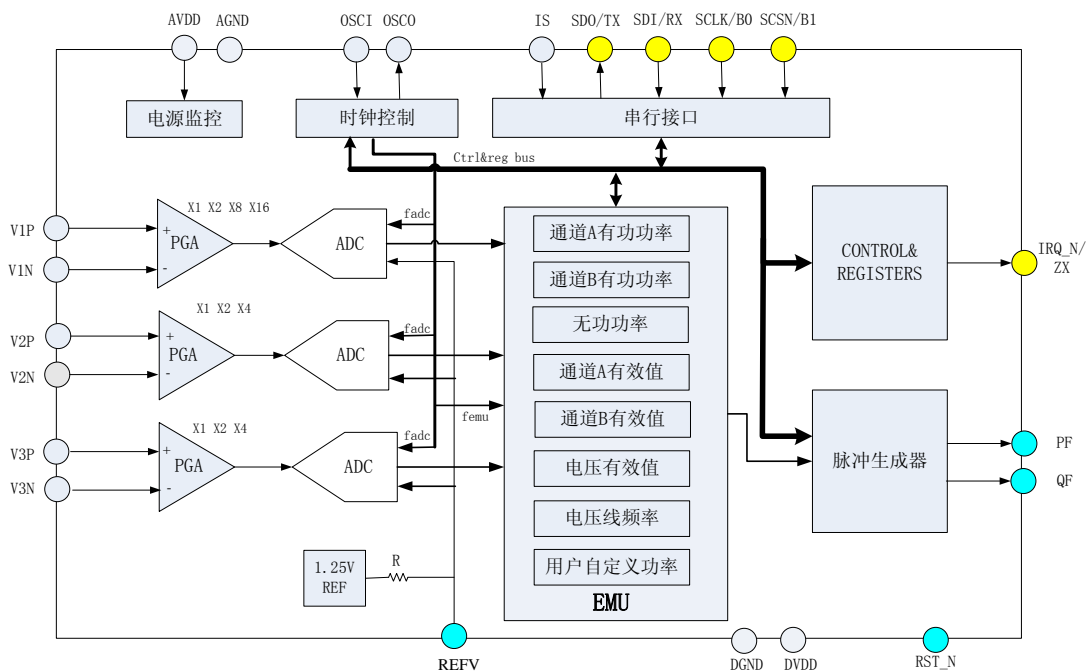 AVDD
AGND
OSCI
OSCO
IS
SDO/TX
SDI/RX
SCLK/B0
SCSN/B1
电源监控
时钟控制
串行接口
Ctrl&reg bus
V1P
V1N
X1 X2 X8 X16
+
PGA
-
ADC
fadc
通道A有功功率
通道B有功功率
无功功率
通道A有效值
通道B有效值
电压有效值
电压线频率
用户自定义功率
EMU
CONTROL&
REGISTERS
IRQ_N/
ZX
V2P
V2N
X1 X2 X4
+
PGA
-
ADC
fadc
femu
V3P
V3N
X1 X2 X4
+
PGA
-
ADC
fadc
脉冲生成器
PF
QF
1.25V
REF
R
REFV
DGND
DVDD
RST_N